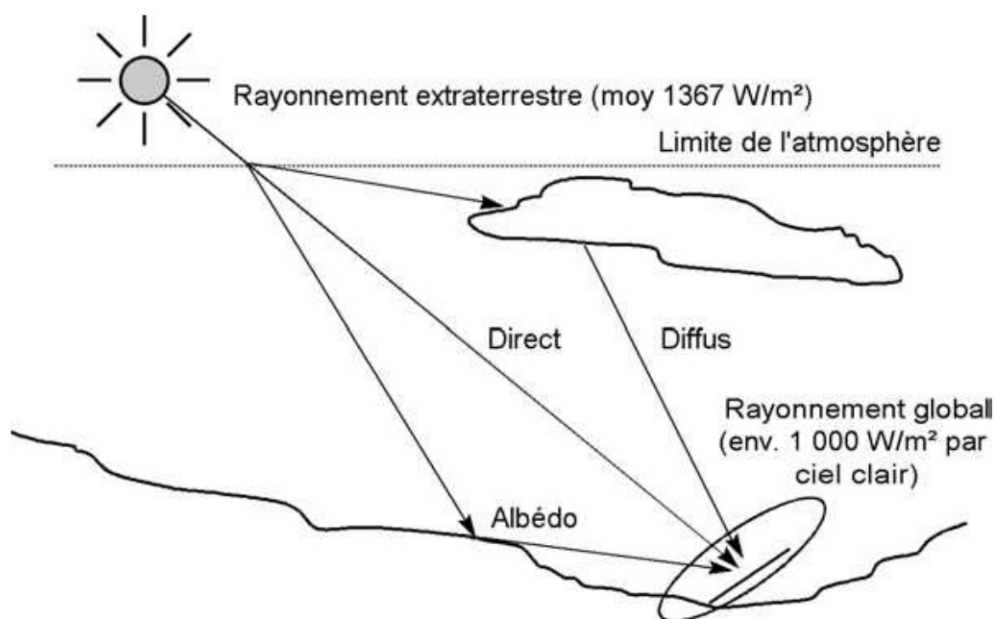 Rayonnement extraterrestre (moy 1367 W/m²)
Limite de l'atmosphère
Direct
Diffus
Rayonnement global
(env. 1 000 W/m² par
ciel clair)
Albédo